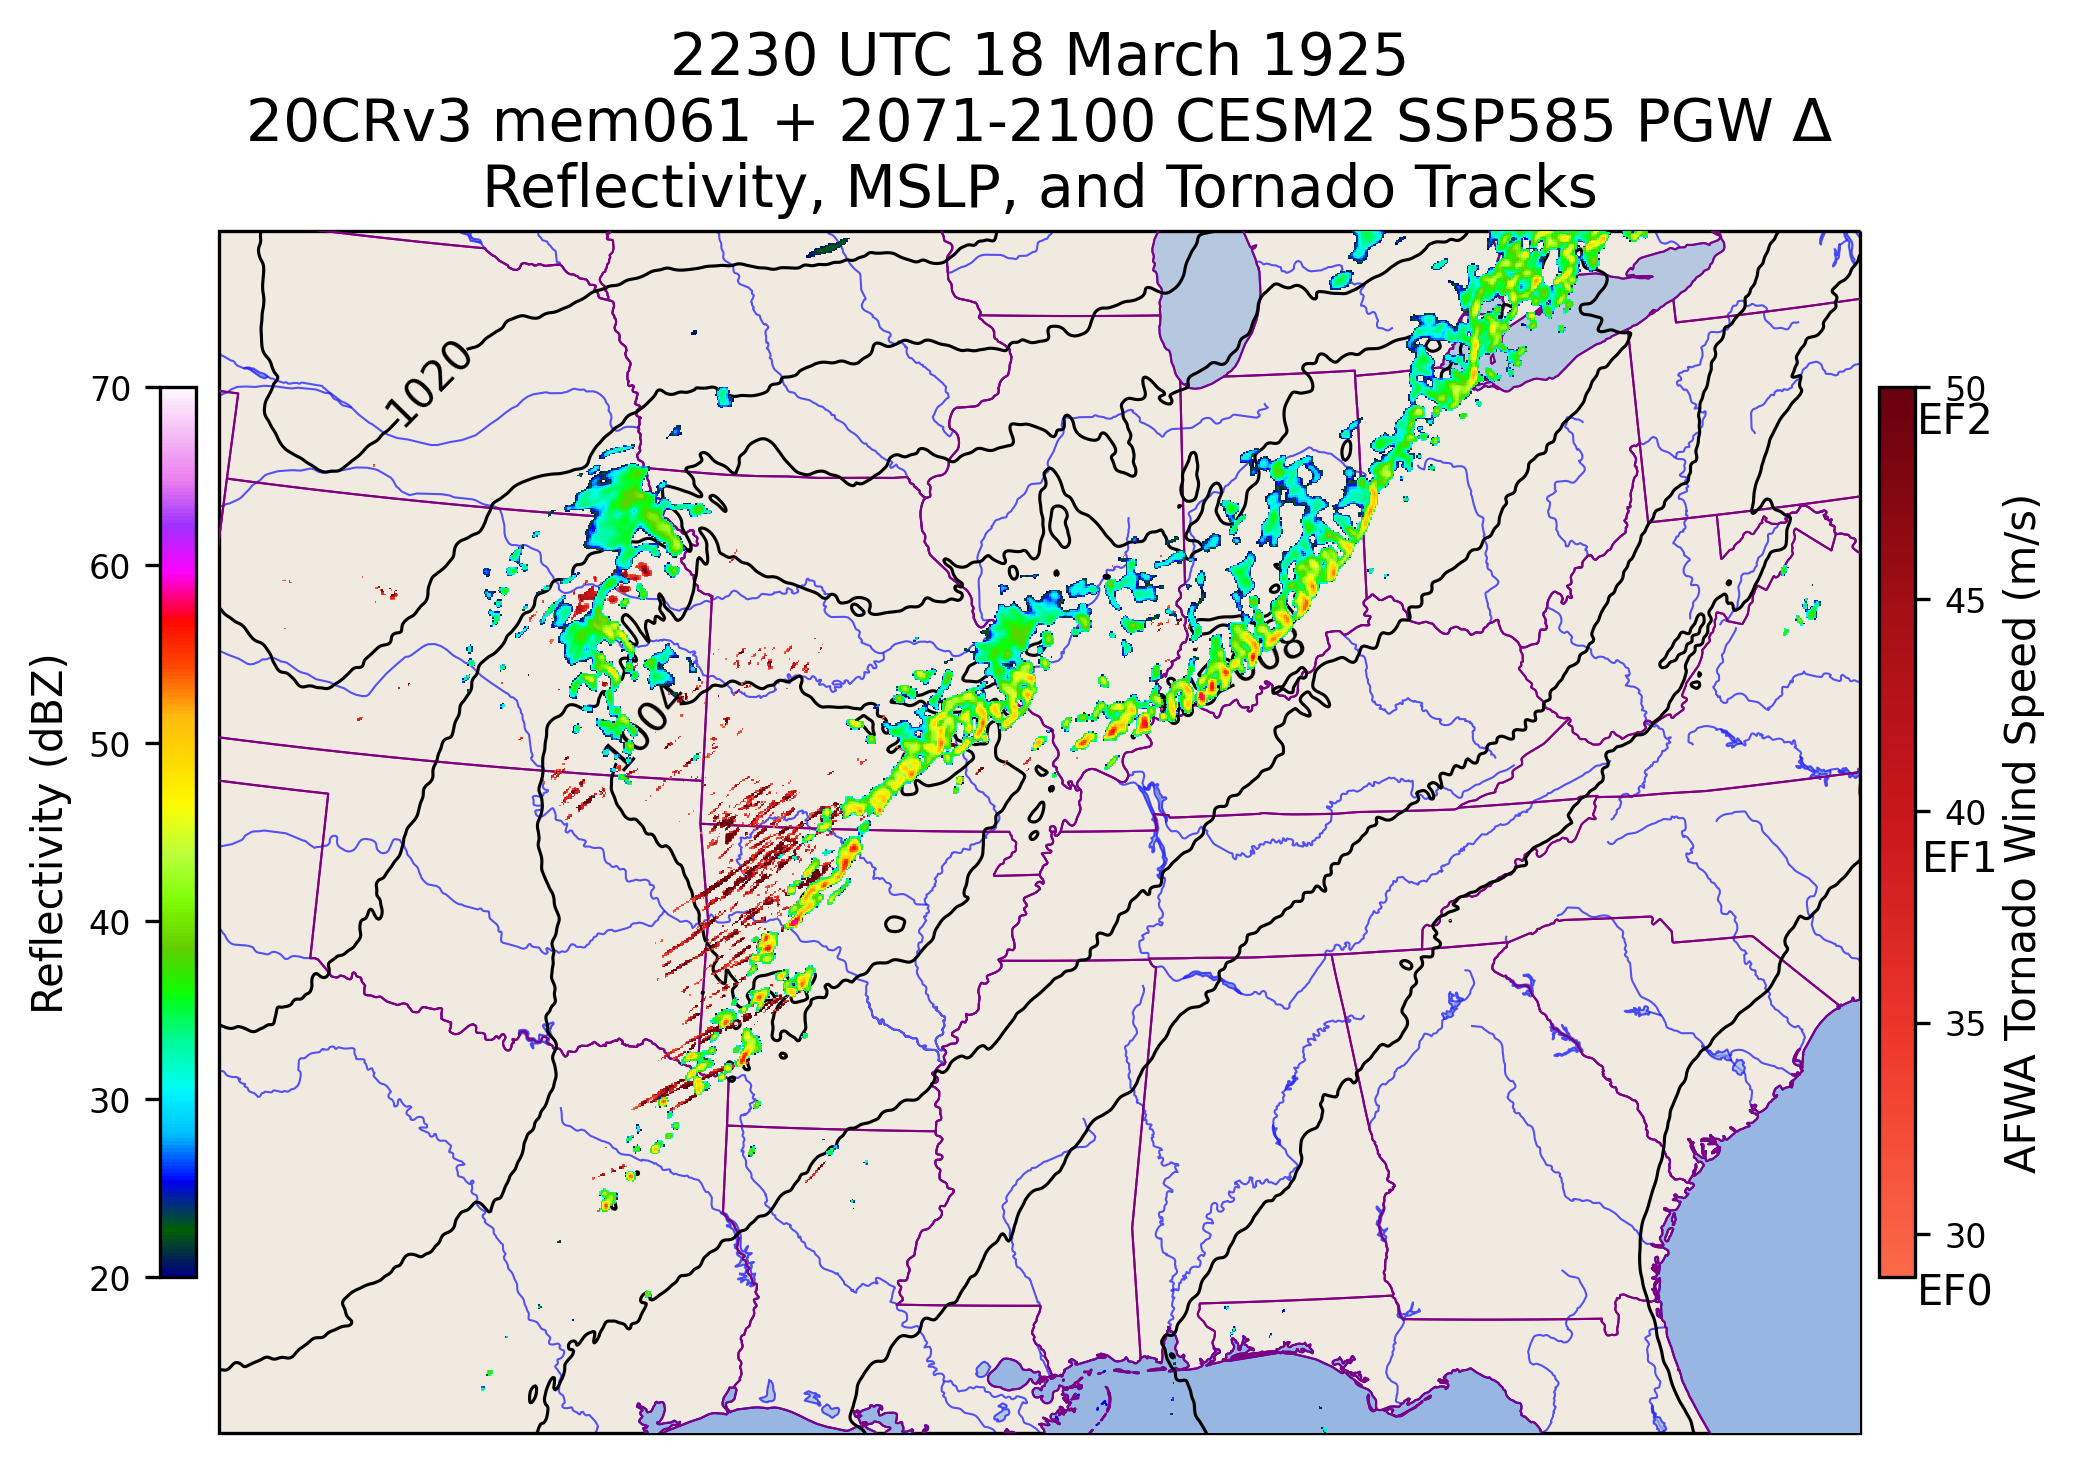 2230 UTC 18 March 1925
20CRv3 mem061 + 2071-2100 CESM2 SSP585 PGW Δ
Reflectivity, MSLP, and Tornado Tracks
1020
1004
08
70
60
50
40
30
20
Reflectivity (dBZ)
50
EF2
45
40
EF1
35
30
EF0
AFWA Tornado Wind Speed (m/s)